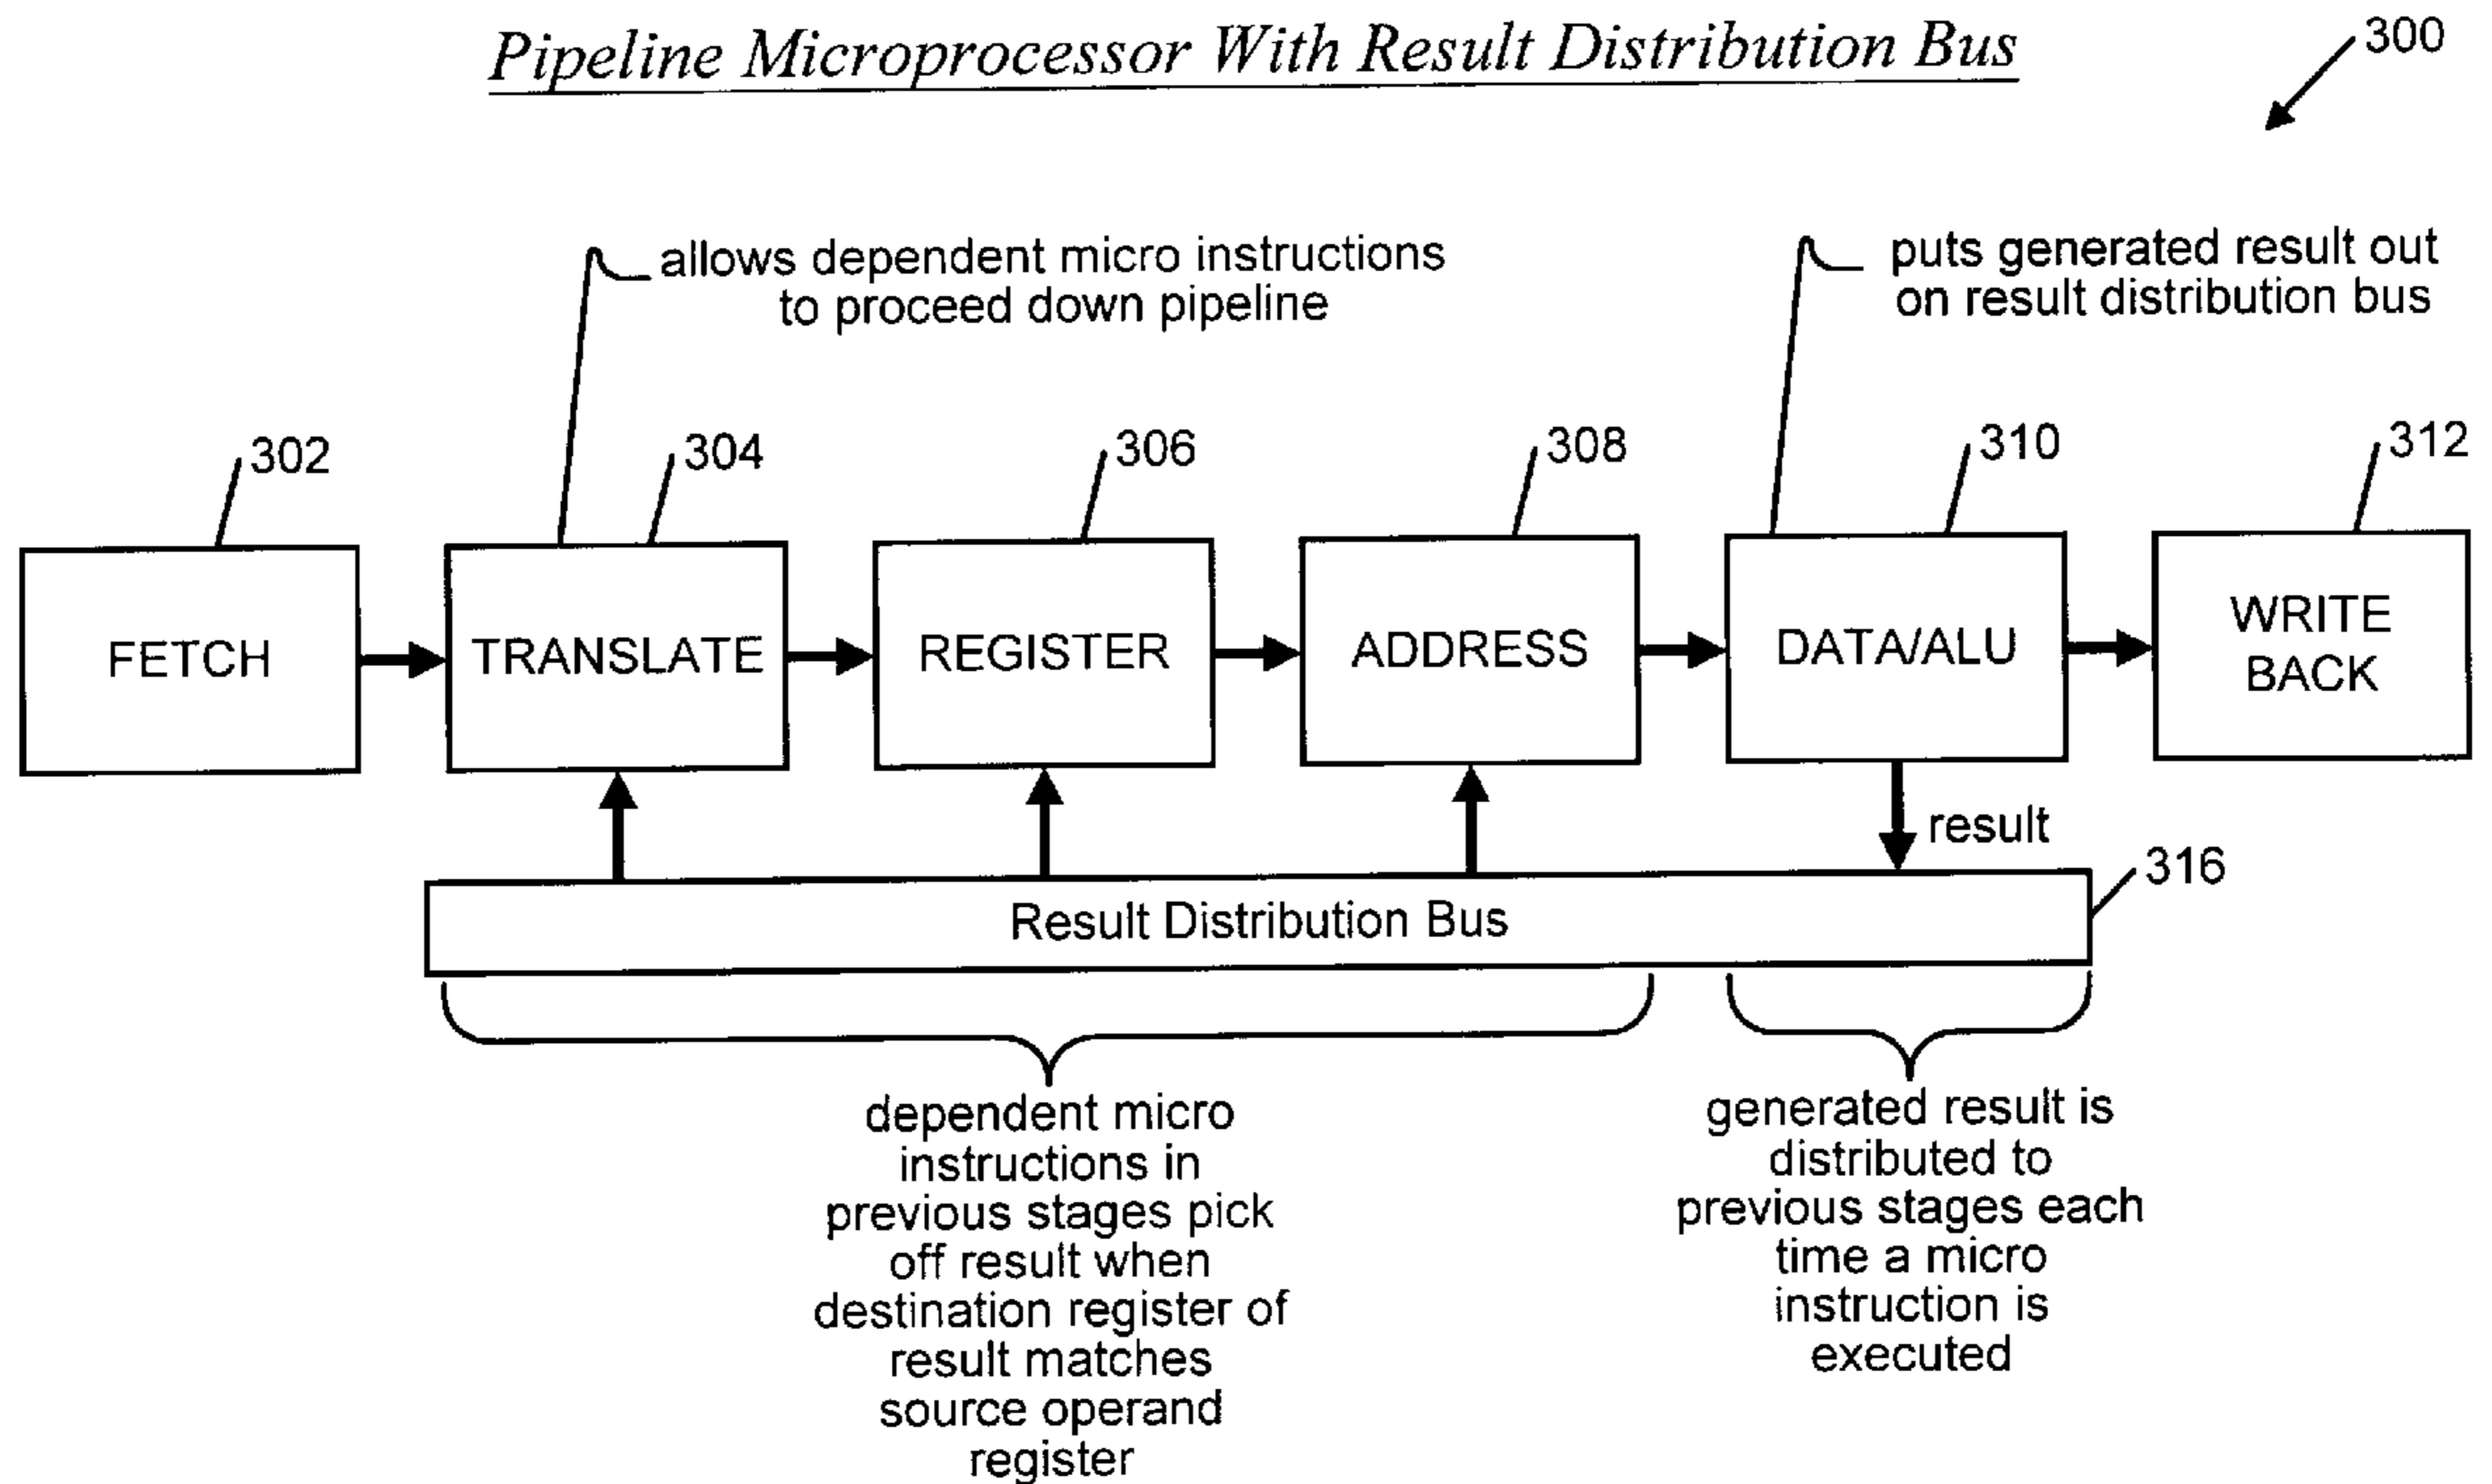 Pipeline Microprocessor With Result Distribution Bus
300
allows dependent micro instructions
to proceed down pipeline
puts generated result out
on result distribution bus
302
304
306
308
310
312
FETCH
TRANSLATE
REGISTER
ADDRESS
DATA/ALU
WRITE
BACK
result
316
Result Distribution Bus
dependent micro
instructions in
previous stages pick
off result when
destination register of
result matches
source operand
register
generated result is
distributed to
previous stages each
time a micro
instruction is
executed